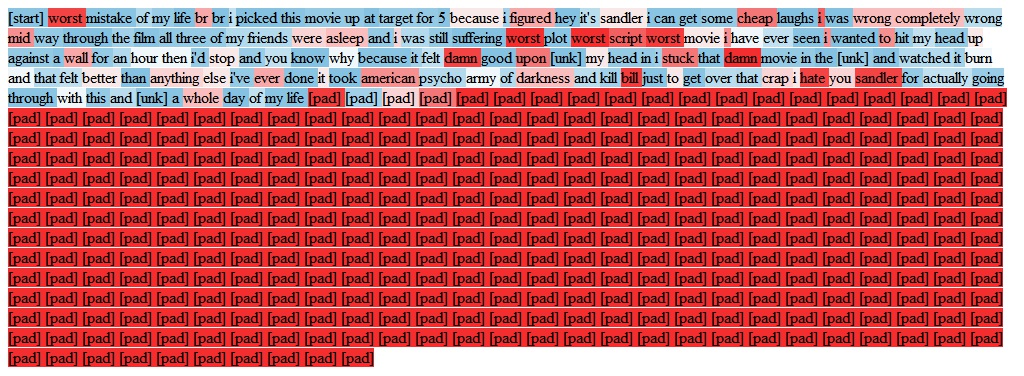 [start] worst mistake of my life br br i picked this movie up at target for 5 because i figured hey it's sandler i can get some cheap laughs i was wrong completely wrong
mid way through the film all three of my friends were asleep and i was still suffering worst plot worst script worst movie i have ever seen i wanted to hit my head up
against a wall for an hour then i'd stop and you know why because it felt damn good upon [unk] my head in i stuck that damn movie in the [unk] and watched it burn
and that felt better than anything else i've ever done it took american psycho army of darkness and kill bill just to get over that crap i hate you sandler for actually going
through with this and [unk] a whole day of my life [pad] [pad] [pad] [pad] [pad] [pad] [pad] [pad] [pad] [pad] [pad] [pad] [pad] [pad] [pad] [pad] [pad] [pad] [pad]
[pad] [pad] [pad] [pad] [pad] [pad] [pad] [pad] [pad] [pad] [pad] [pad] [pad] [pad] [pad] [pad] [pad] [pad] [pad] [pad] [pad] [pad] [pad] [pad] [pad] [pad] [pad]
[pad] [pad] [pad] [pad] [pad] [pad] [pad] [pad] [pad] [pad] [pad] [pad] [pad] [pad] [pad] [pad] [pad] [pad] [pad] [pad] [pad] [pad] [pad] [pad] [pad] [pad] [pad]
[pad] [pad] [pad] [pad] [pad] [pad] [pad] [pad] [pad] [pad] [pad] [pad] [pad] [pad] [pad] [pad] [pad] [pad] [pad] [pad] [pad] [pad] [pad] [pad] [pad] [pad] [pad]
[pad] [pad] [pad] [pad] [pad] [pad] [pad] [pad] [pad] [pad] [pad] [pad] [pad] [pad] [pad] [pad] [pad] [pad] [pad] [pad] [pad] [pad] [pad] [pad] [pad] [pad] [pad]
[pad] [pad] [pad] [pad] [pad] [pad] [pad] [pad] [pad] [pad] [pad] [pad] [pad] [pad] [pad] [pad] [pad] [pad] [pad] [pad] [pad] [pad] [pad] [pad] [pad] [pad] [pad]
[pad] [pad] [pad] [pad] [pad] [pad] [pad] [pad] [pad] [pad] [pad] [pad] [pad] [pad] [pad] [pad] [pad] [pad] [pad] [pad] [pad] [pad] [pad] [pad] [pad] [pad] [pad]
[pad] [pad] [pad] [pad] [pad] [pad] [pad] [pad] [pad] [pad] [pad] [pad] [pad] [pad] [pad] [pad] [pad] [pad] [pad] [pad] [pad] [pad] [pad] [pad] [pad] [pad] [pad]
[pad] [pad] [pad] [pad] [pad] [pad] [pad] [pad] [pad] [pad] [pad] [pad] [pad] [pad] [pad] [pad] [pad] [pad] [pad] [pad] [pad] [pad] [pad] [pad] [pad] [pad] [pad]
[pad] [pad] [pad] [pad] [pad] [pad] [pad] [pad] [pad] [pad] [pad] [pad] [pad] [pad] [pad] [pad] [pad] [pad] [pad] [pad] [pad] [pad] [pad] [pad] [pad] [pad] [pad]
[pad] [pad] [pad] [pad] [pad] [pad] [pad] [pad] [pad] [pad] [pad] [pad] [pad] [pad] [pad] [pad] [pad] [pad] [pad] [pad] [pad] [pad] [pad] [pad] [pad] [pad] [pad]
[pad] [pad] [pad] [pad] [pad] [pad] [pad] [pad] [pad] [pad] [pad] [pad] [pad] [pad] [pad] [pad] [pad] [pad] [pad] [pad] [pad] [pad] [pad] [pad] [pad] [pad] [pad]
[pad] [pad] [pad] [pad] [pad] [pad] [pad] [pad] [pad] [pad] [pad] [pad] [pad] [pad] [pad] [pad] [pad] [pad] [pad] [pad] [pad] [pad] [pad] [pad] [pad] [pad] [pad]
[pad] [pad] [pad] [pad] [pad] [pad] [pad] [pad] [pad] [pad]